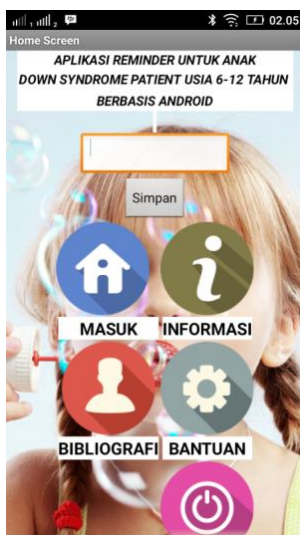 02.05
Home Screen
APLIKASI REMINDER UNTUK ANAK
DOWN SYNDROME PATIENT USIA 6-12 TAHUN
BERBASIS ANDROID
Simpan
MASUK INFORMASI
BIBLIOGRAFI BANTUAN